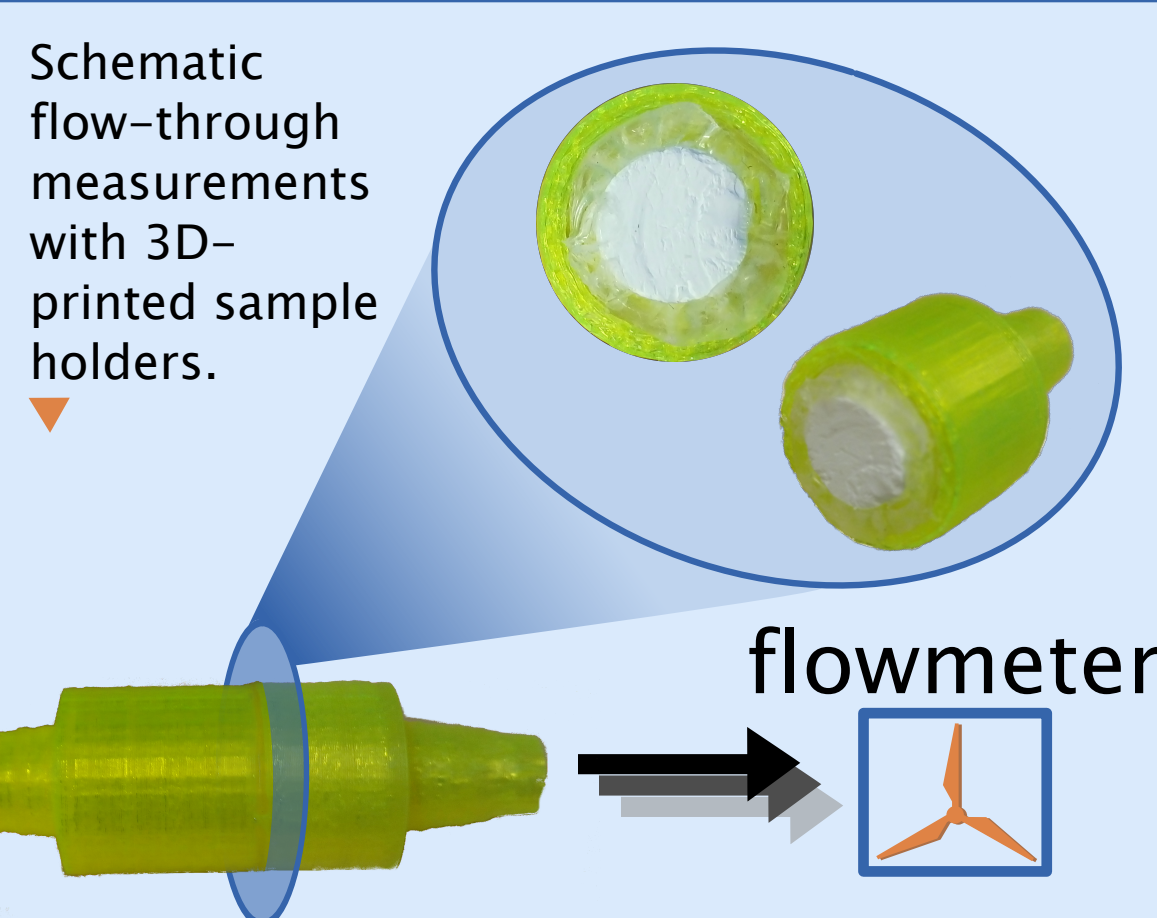 Schematic
flow-through
measurements
with 3D-
printed sample
holders.
flowmeter